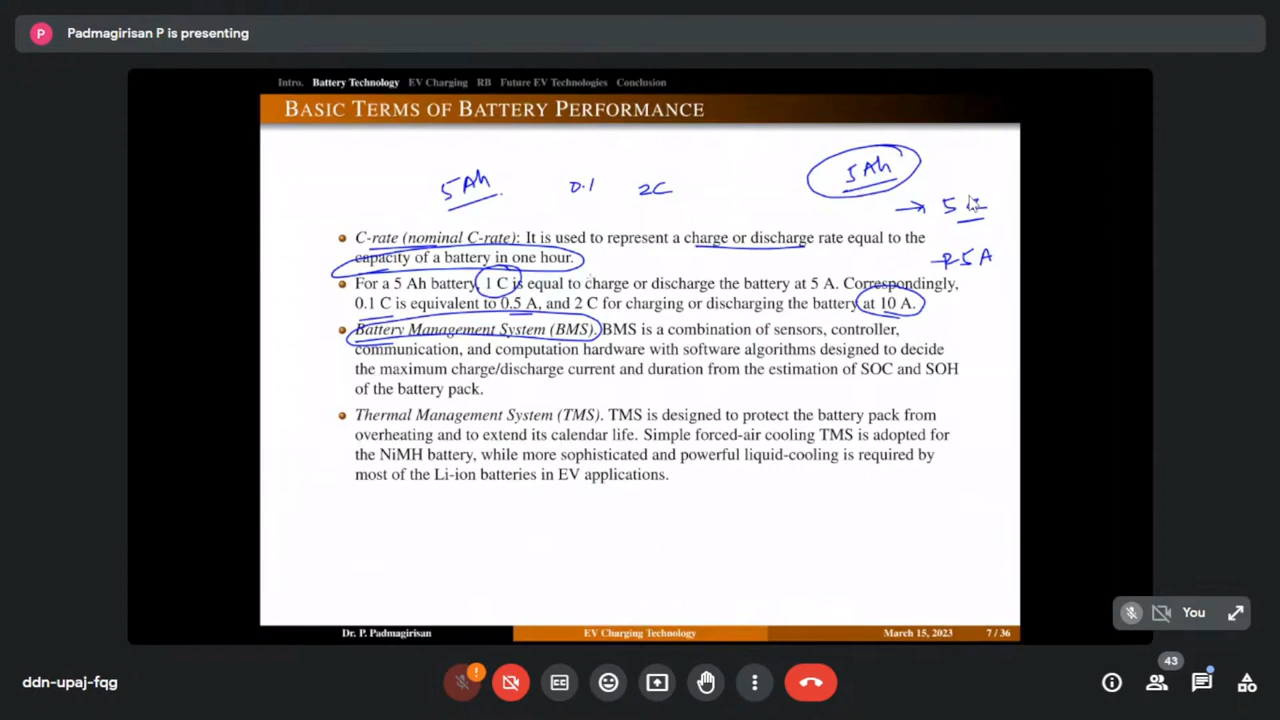 P
Padmagirisan P is presenting
Intro. Battery Technology EV Charging RB Future EV Technologies Conclusion
BASIC TERMS OF BATTERY PERFORMANCE
5Ah 0.1 2C 5Ah
→ 5
5 A
C-rate (nominal C-rate): It is used to represent a charge or discharge rate equal to the
capacity of a battery in one hour.
For a 5 Ah battery 1 C is equal to charge or discharge the battery at 5 A. Correspondingly,
0.1 C is equivalent to 0.5 A, and 2 C for charging or discharging the battery at 10 A.
Battery Management System (BMS). BMS is a combination of sensors, controller,
communication, and computation hardware with software algorithms designed to decide
the maximum charge/discharge current and duration from the estimation of SOC and SOH
of the battery pack.
Thermal Management System (TMS). TMS is designed to protect the battery pack from
overheating and to extend its calendar life. Simple forced-air cooling TMS is adopted for
the NiMH battery, while more sophisticated and powerful liquid-cooling is required by
most of the Li-ion batteries in EV applications.
Dr. P. Padmagirisan EV Charging Technology March 15, 2023 7 / 36
You
ddn-upaj-fqg
!
CC
43